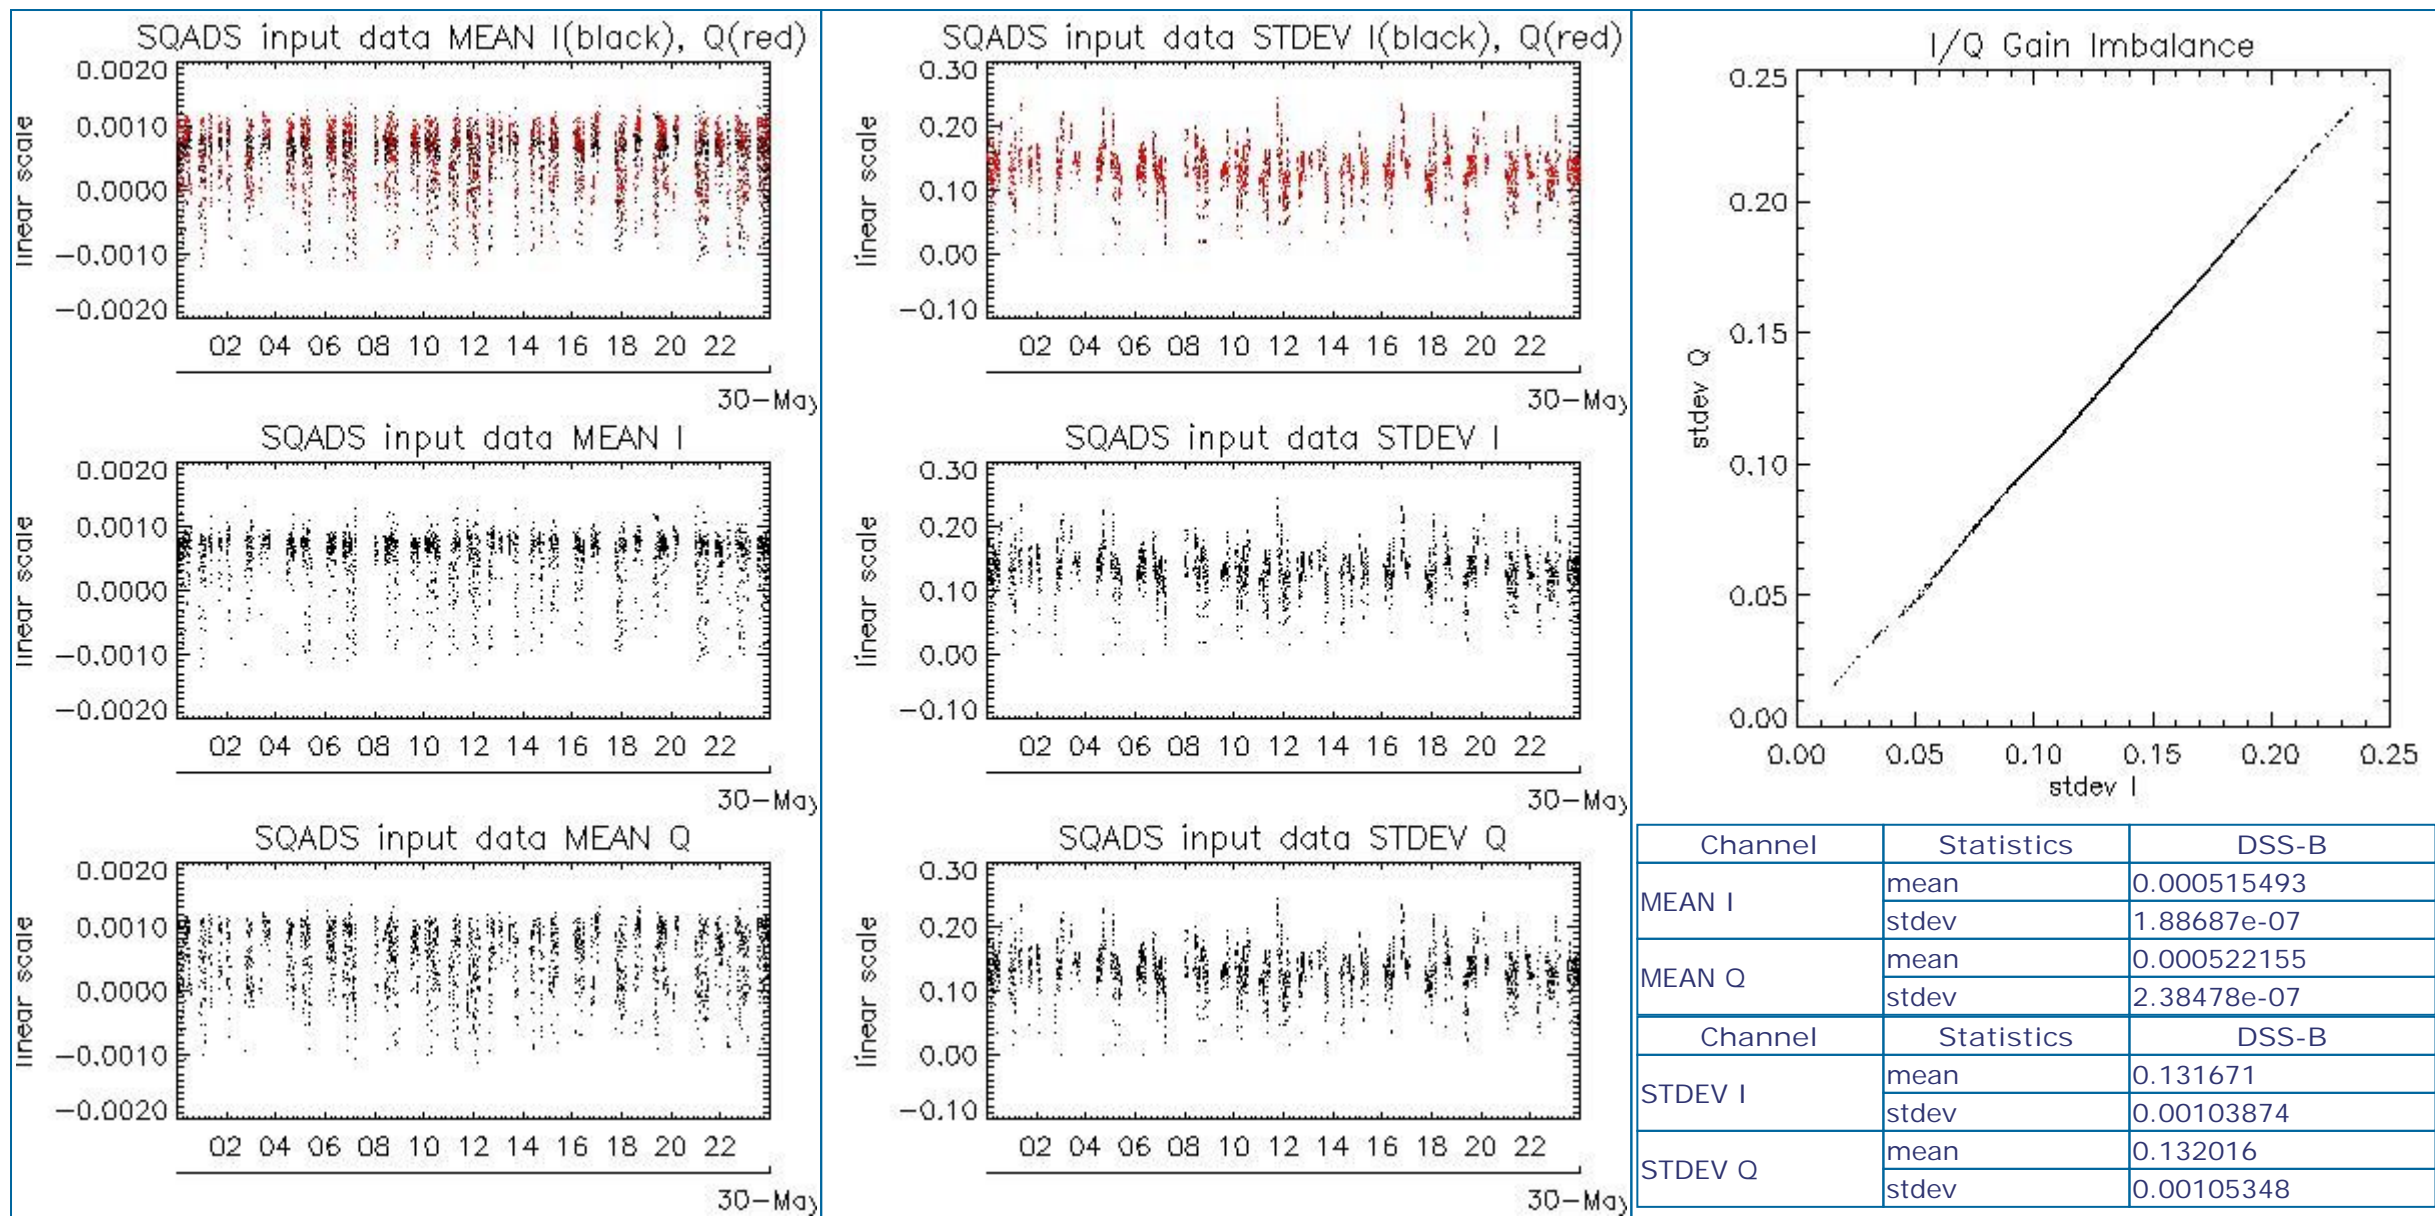 SQADS input data MEAN I(black), Q(red)
linear scale
0.0020
0.0010
0.0000
-0.0010
-0.0020
02 04 06 08 10 12 14 16 18 20 22
30-May
SQADS input data MEAN I
linear scale
0.0020
0.0010
0.0000
-0.0010
-0.0020
02 04 06 08 10 12 14 16 18 20 22
30-May
SQADS input data MEAN Q
linear scale
0.0020
0.0010
0.0000
-0.0010
-0.0020
02 04 06 08 10 12 14 16 18 20 22
30-May
SQADS input data STDEV I(black), Q(red)
linear scale
0.30
0.20
0.10
0.00
-0.10
02 04 06 08 10 12 14 16 18 20 22
30-May
SQADS input data STDEV I
linear scale
0.30
0.20
0.10
0.00
-0.10
02 04 06 08 10 12 14 16 18 20 22
30-May
SQADS input data STDEV Q
linear scale
0.30
0.20
0.10
0.00
-0.10
02 04 06 08 10 12 14 16 18 20 22
30-May
I/Q Gain Imbalance
stdev Q
0.25
0.20
0.15
0.10
0.05
0.00
0.00 0.05 0.10 0.15 0.20 0.25
stdev I
Channel Statistics DSS-B
MEAN I
mean 0.000515493
stdev 1.88687e-07
MEAN Q
mean 0.000522155
stdev 2.38478e-07
Channel Statistics DSS-B
STDEV I
mean 0.131671
stdev 0.00103874
STDEV Q
mean 0.132016
stdev 0.00105348